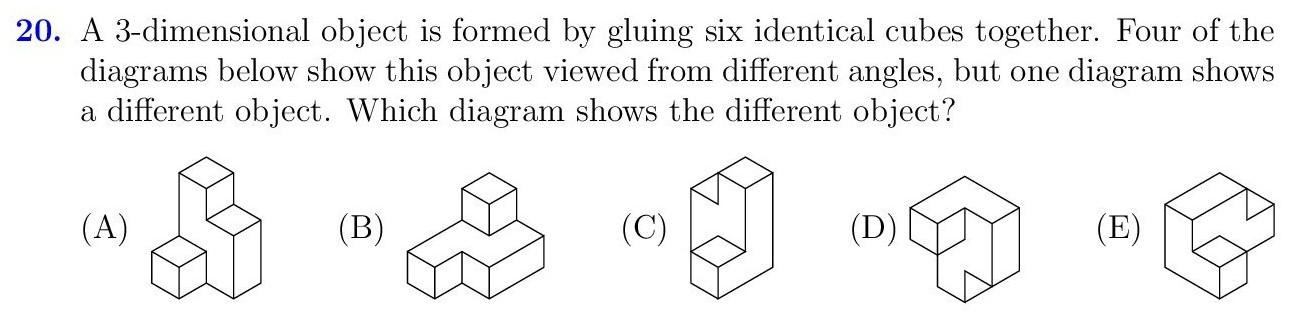 20. A 3-dimensional object is formed by gluing six identical cubes together. Four of the
diagrams below show this object viewed from different angles, but one diagram shows
a different object. Which diagram shows the different object?
(A) (B) (C) (D) (E)